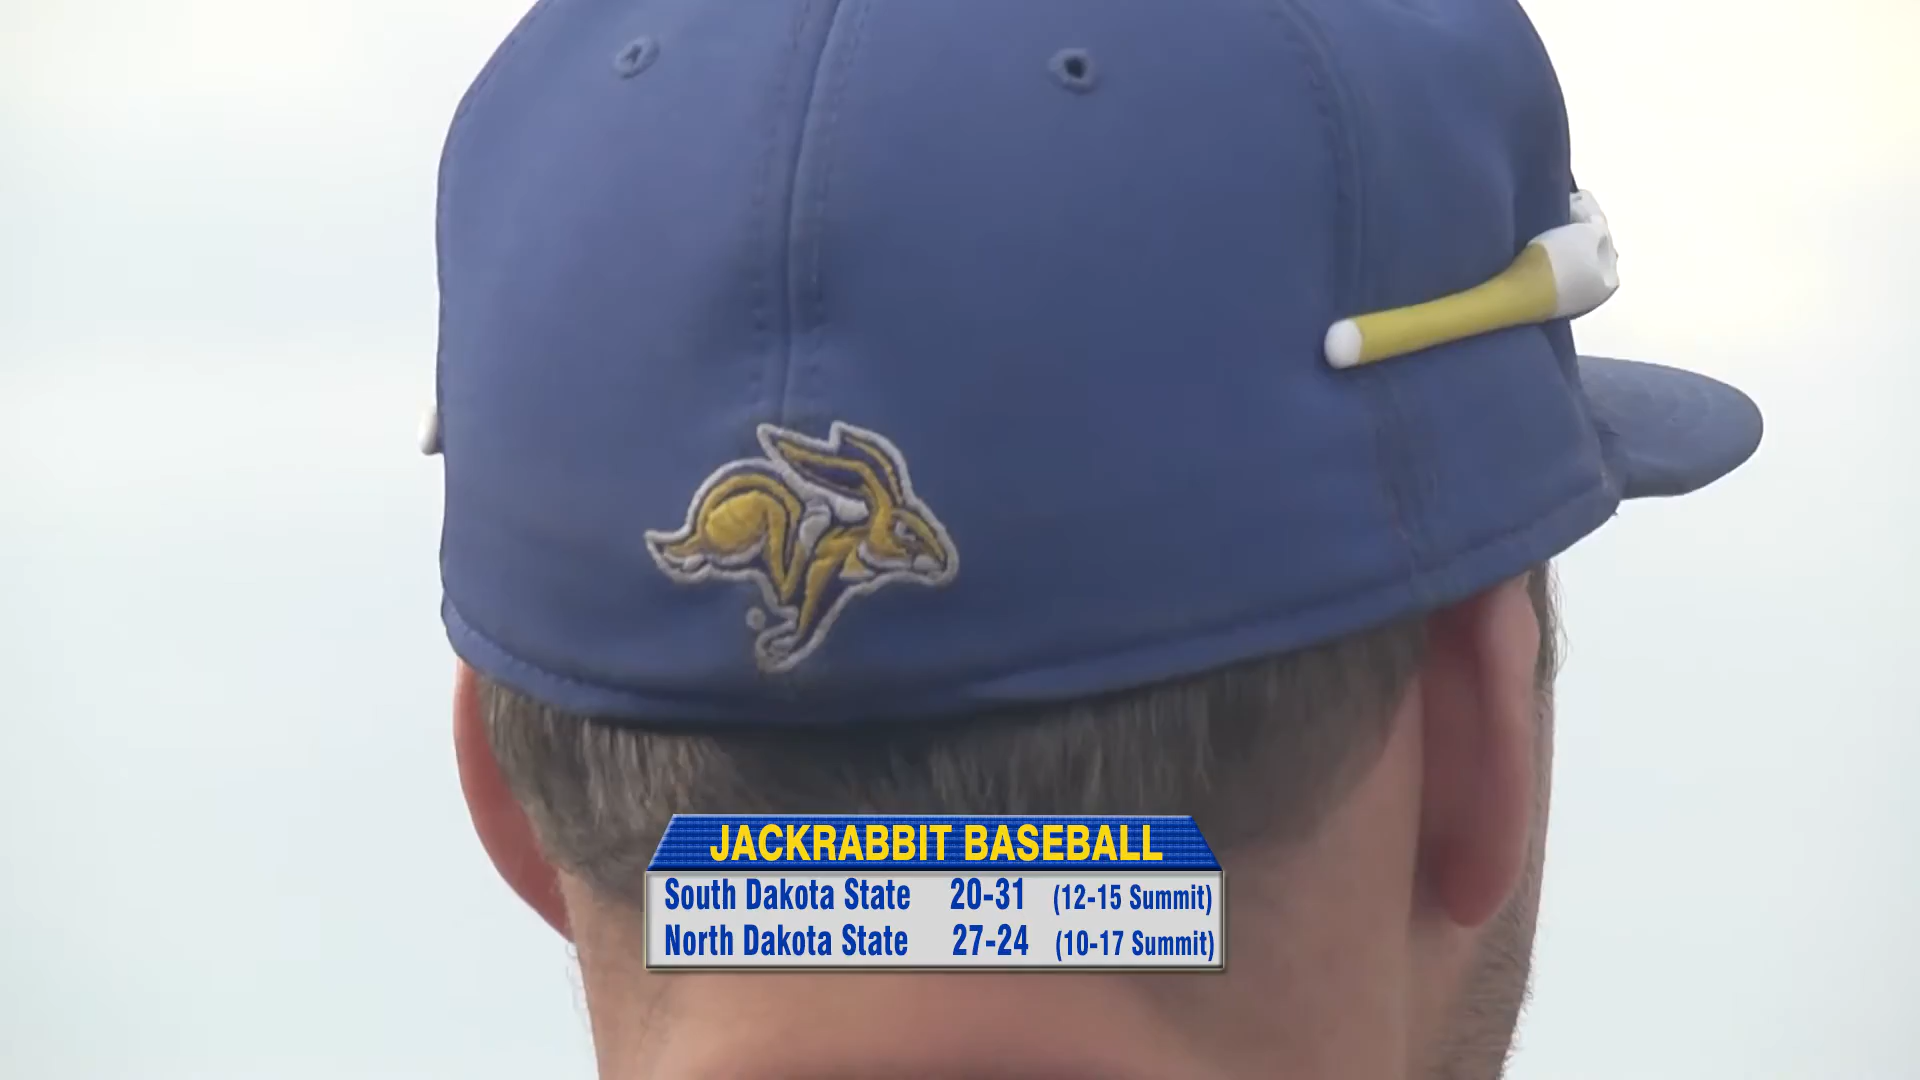 JACKRABBIT BASEBALL
South Dakota State 20-31 (12-15 Summit)
North Dakota State 27-24 (10-17 Summit)